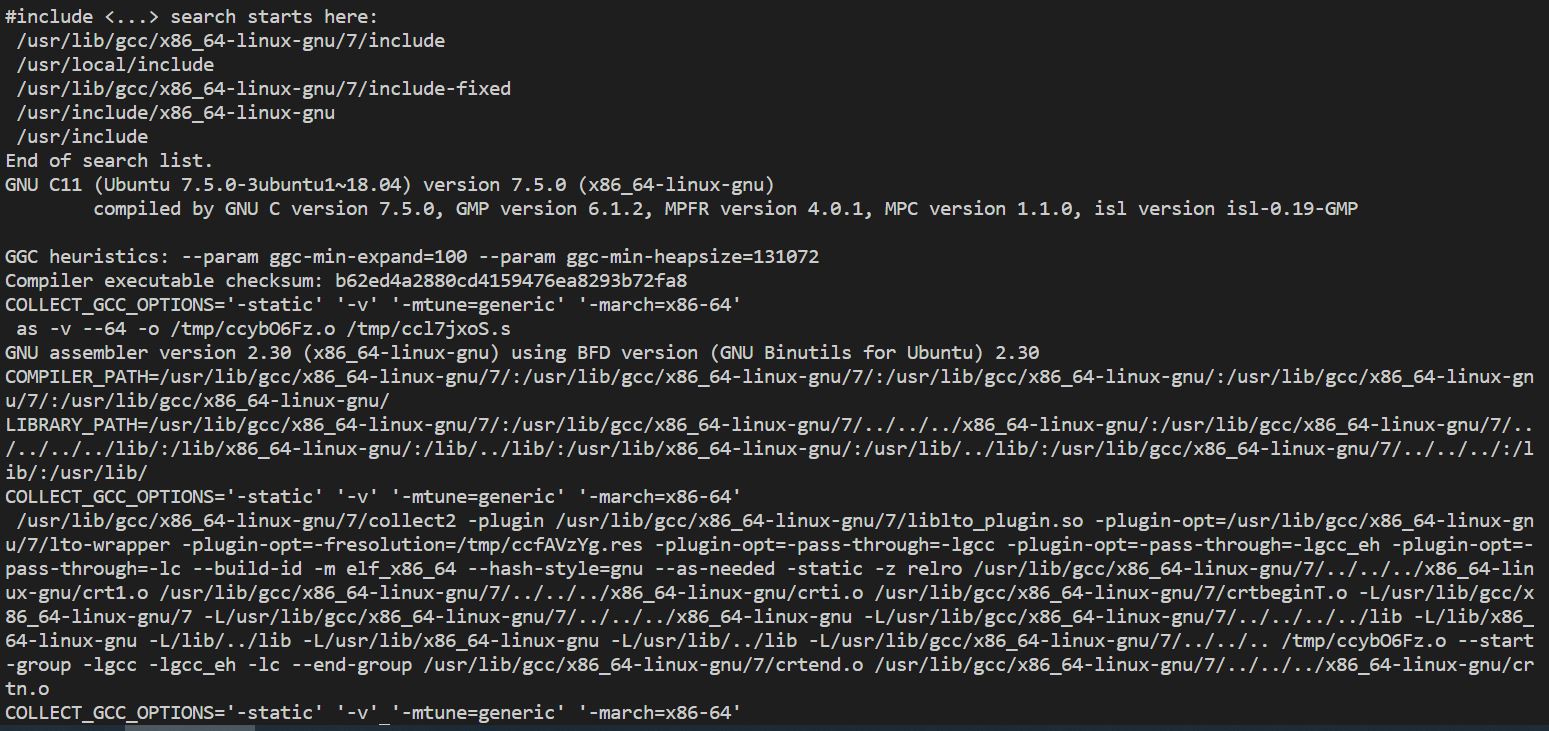 #include <...> search starts here:
 /usr/lib/gcc/x86_64-linux-gnu/7/include
 /usr/local/include
 /usr/lib/gcc/x86_64-linux-gnu/7/include-fixed
 /usr/include/x86_64-linux-gnu
 /usr/include
End of search list.
GNU C11 (Ubuntu 7.5.0-3ubuntu1~18.04) version 7.5.0 (x86_64-linux-gnu)
        compiled by GNU C version 7.5.0, GMP version 6.1.2, MPFR version 4.0.1, MPC version 1.1.0, isl version isl-0.19-GMP

GGC heuristics: --param ggc-min-expand=100 --param ggc-min-heapsize=131072
Compiler executable checksum: b62ed4a2880cd4159476ea8293b72fa8
COLLECT_GCC_OPTIONS='-static' '-v' '-mtune=generic' '-march=x86-64'
 as -v --64 -o /tmp/ccybO6Fz.o /tmp/ccl7jxoS.s
GNU assembler version 2.30 (x86_64-linux-gnu) using BFD version (GNU Binutils for Ubuntu) 2.30
COMPILER_PATH=/usr/lib/gcc/x86_64-linux-gnu/7/:/usr/lib/gcc/x86_64-linux-gnu/7/:/usr/lib/gcc/x86_64-linux-gnu/:/usr/lib/gcc/x86_64-linux-gn
u/7/:/usr/lib/gcc/x86_64-linux-gnu/
LIBRARY_PATH=/usr/lib/gcc/x86_64-linux-gnu/7/:/usr/lib/gcc/x86_64-linux-gnu/7/../../../x86_64-linux-gnu/:/usr/lib/gcc/x86_64-linux-gnu/7/..
/../../../lib/:/lib/x86_64-linux-gnu/:/lib/../lib/:/usr/lib/x86_64-linux-gnu/:/usr/lib/../lib/:/usr/lib/gcc/x86_64-linux-gnu/7/../../../:/l
ib/:/usr/lib/
COLLECT_GCC_OPTIONS='-static' '-v' '-mtune=generic' '-march=x86-64'
 /usr/lib/gcc/x86_64-linux-gnu/7/collect2 -plugin /usr/lib/gcc/x86_64-linux-gnu/7/liblto_plugin.so -plugin-opt=/usr/lib/gcc/x86_64-linux-gn
u/7/lto-wrapper -plugin-opt=-fresolution=/tmp/ccfAVzYg.res -plugin-opt=-pass-through=-lgcc -plugin-opt=-pass-through=-lgcc_eh -plugin-opt=-
pass-through=-lc --build-id -m elf_x86_64 --hash-style=gnu --as-needed -static -z relro /usr/lib/gcc/x86_64-linux-gnu/7/../../../x86_64-lin
ux-gnu/crt1.o /usr/lib/gcc/x86_64-linux-gnu/7/../../../x86_64-linux-gnu/crti.o /usr/lib/gcc/x86_64-linux-gnu/7/crtbeginT.o -L/usr/lib/gcc/x
86_64-linux-gnu/7 -L/usr/lib/gcc/x86_64-linux-gnu/7/../../../x86_64-linux-gnu -L/usr/lib/gcc/x86_64-linux-gnu/7/../../../../lib -L/lib/x86_
64-linux-gnu -L/lib/../lib -L/usr/lib/x86_64-linux-gnu -L/usr/lib/../lib -L/usr/lib/gcc/x86_64-linux-gnu/7/../../.. /tmp/ccybO6Fz.o --start
-group -lgcc -lgcc_eh -lc --end-group /usr/lib/gcc/x86_64-linux-gnu/7/crtend.o /usr/lib/gcc/x86_64-linux-gnu/7/../../../x86_64-linux-gnu/cr
tn.o
COLLECT_GCC_OPTIONS='-static' '-v' '-mtune=generic' '-march=x86-64'